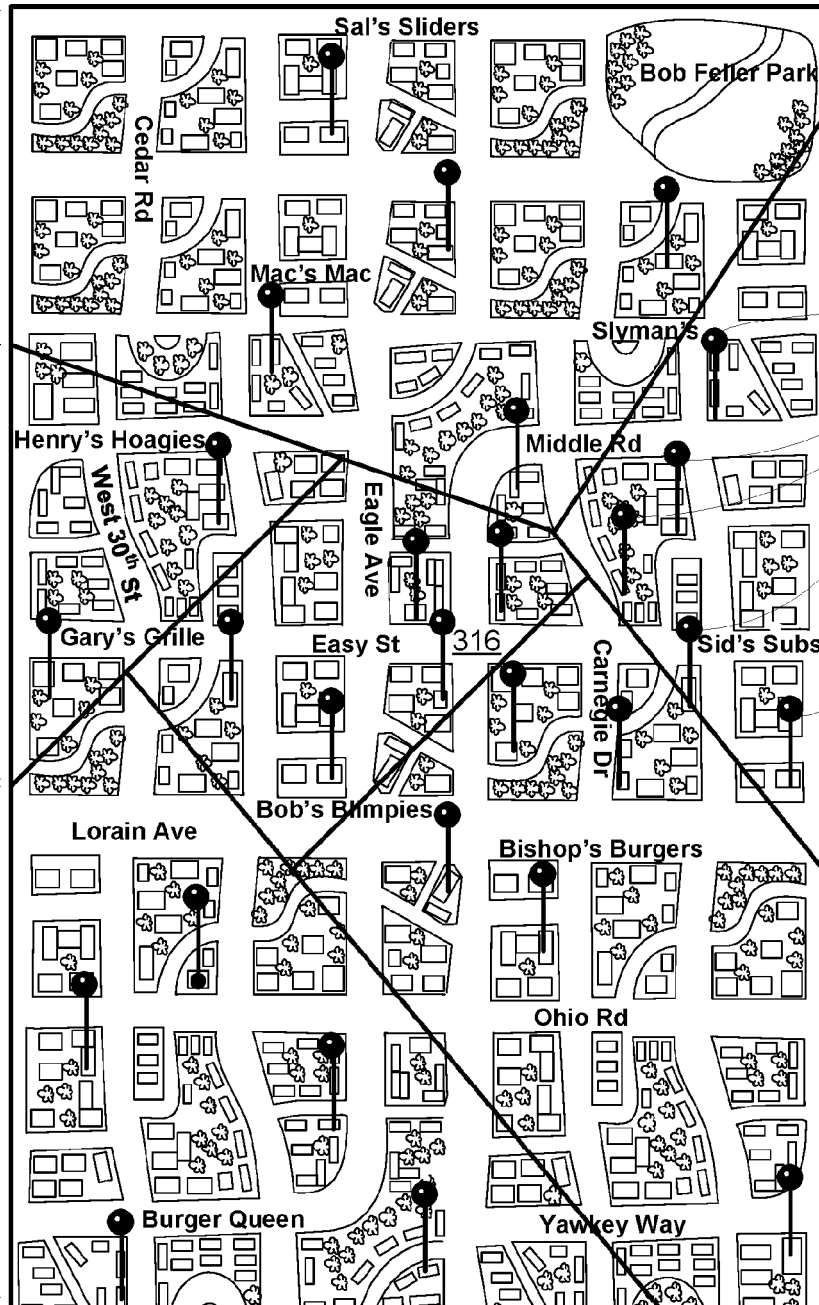 Sal's Sliders
Bob Feller Park
Cedar Rd
Mac's Mac
Slyman's
Henry's Hoagies
Middle Rd
West 30th St
Eagle Ave
Gary's Grille
Easy St
316
Carnegie Dr
Sid's Subs
Bob's Blimpies
Lorain Ave
Bishop's Burgers
Ohio Rd
Burger Queen
Yawkey Way